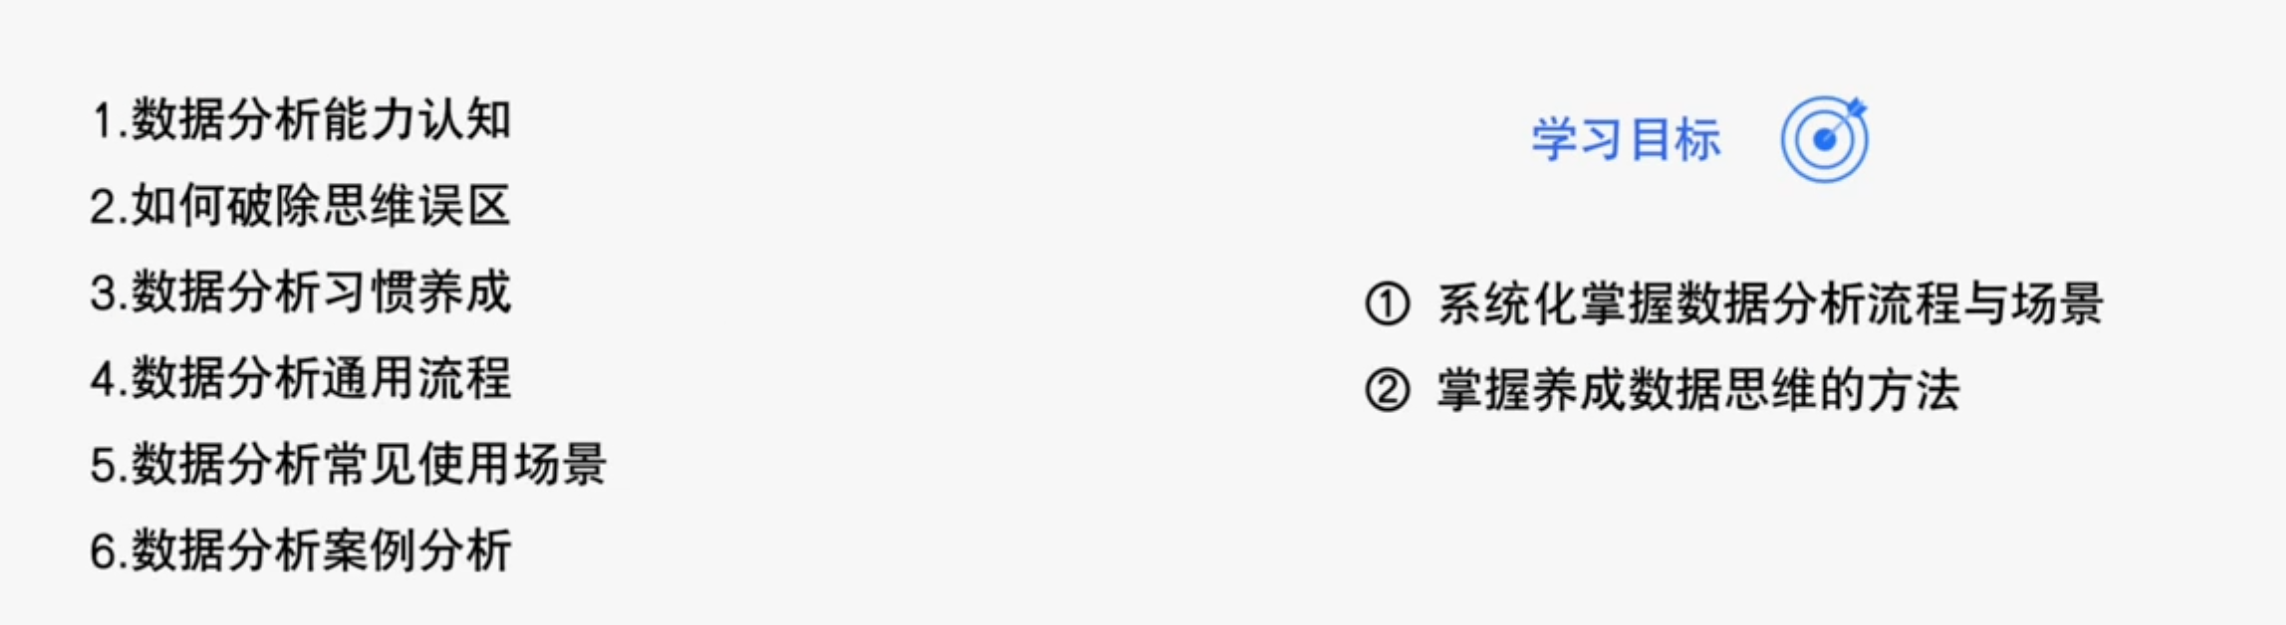 1.数据分析能力认知
2.如何破除思维误区
3.数据分析习惯养成
4.数据分析通用流程
5.数据分析常见使用场景
6.数据分析案例分析
学习目标
① 系统化掌握数据分析流程与场景
② 掌握养成数据思维的方法